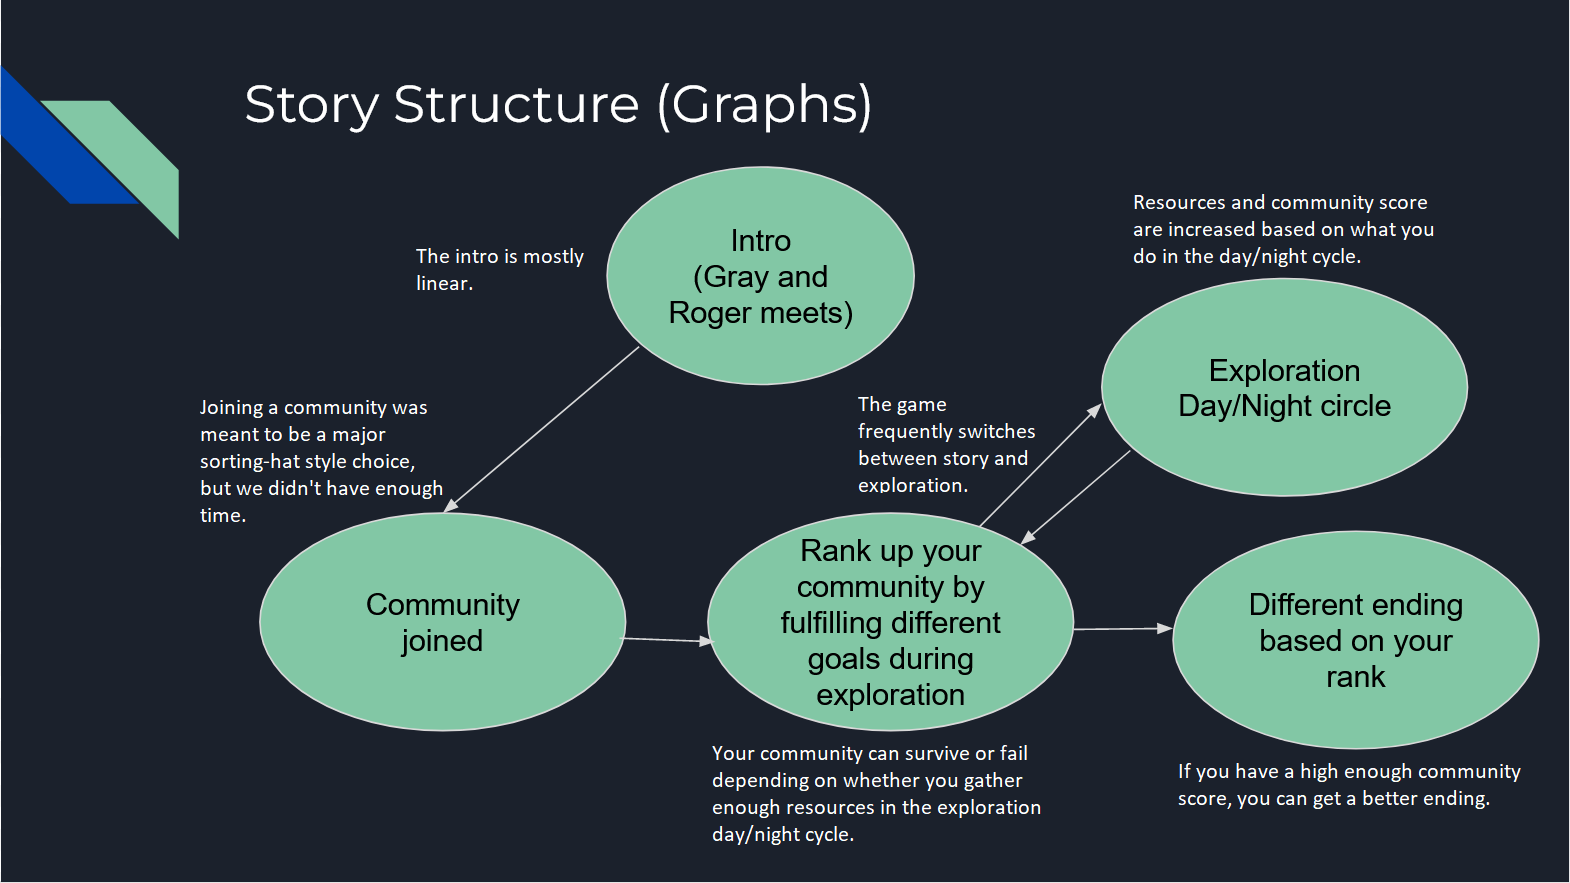 Story Structure (Graphs)
The intro is mostly
linear.
Intro
(Gray and
Roger meets)
Resources and community score
are increased based on what you
do in the day/night cycle.
Exploration
Day/Night circle
Joining a community was
meant to be a major
sorting-hat style choice,
but we didn't have enough
time.
The game
frequently switches
between story and
exploration.
Community
joined
Rank up your
community by
fulfilling different
goals during
exploration
Different ending
based on your
rank
Your community can survive or fail
depending on whether you gather
enough resources in the exploration
day/night cycle.
If you have a high enough community
score, you can get a better ending.